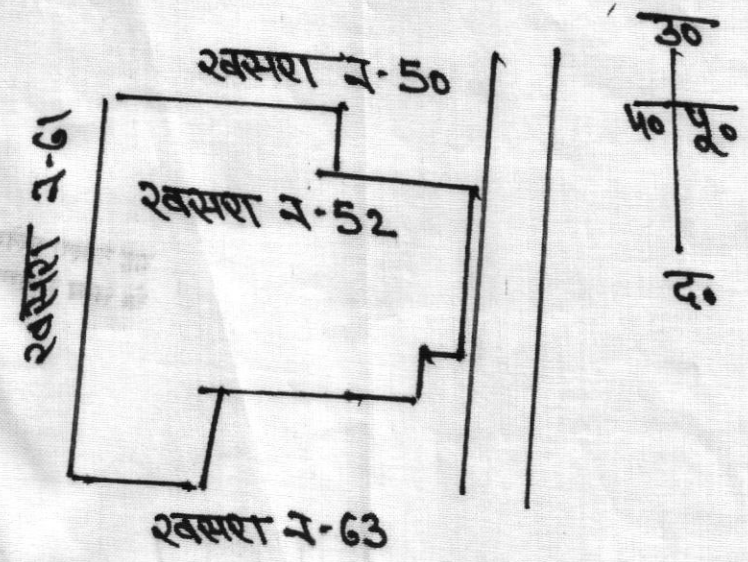 उ०
खसरा न-50
प० पू०
खसरा न-61
खसरा न-52
द०
खसरा न-63